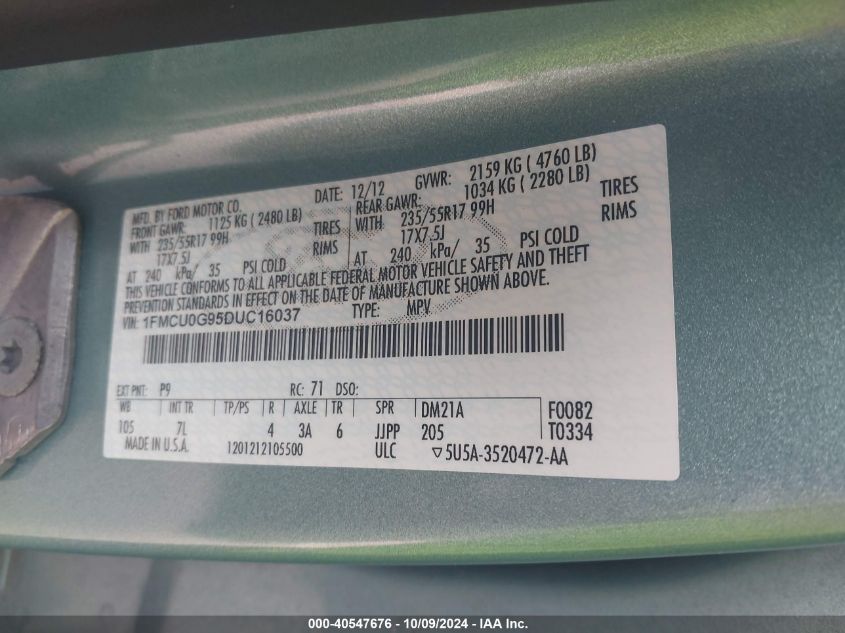 MFD. BY FORD MOTOR CO. DATE: 12/12 GVWR: 2159 KG ( 4760 LB)
FRONT GAWR: 1125 KG ( 2480 LB) REAR GAWR: 1034 KG ( 2280 LB)
WITH 235/55R17 99H TIRES WITH 235/55R17 99H TIRES
17X7.5J RIMS 17X7.5J RIMS
AT 240 kPa/ 35 PSI COLD AT 240 kPa/ 35 PSI COLD
THIS VEHICLE CONFORMS TO ALL APPLICABLE FEDERAL MOTOR VEHICLE SAFETY AND THEFT
PREVENTION STANDARDS IN EFFECT ON THE DATE OF MANUFACTURE SHOWN ABOVE.
VIN: 1FMCU0G95DUC16037 TYPE: MPV
EXT PNT: P9 RC: 71 DSO:
WB INT TR TP/PS R AXLE TR SPR DM21A F0082
105 7L 4 3A 6 JJPP 205 T0334
MADE IN U.S.A. 1201212105500 ULC ▽5U5A-3520472-AA
000-40547676 - 10/09/2024 - IAA Inc.